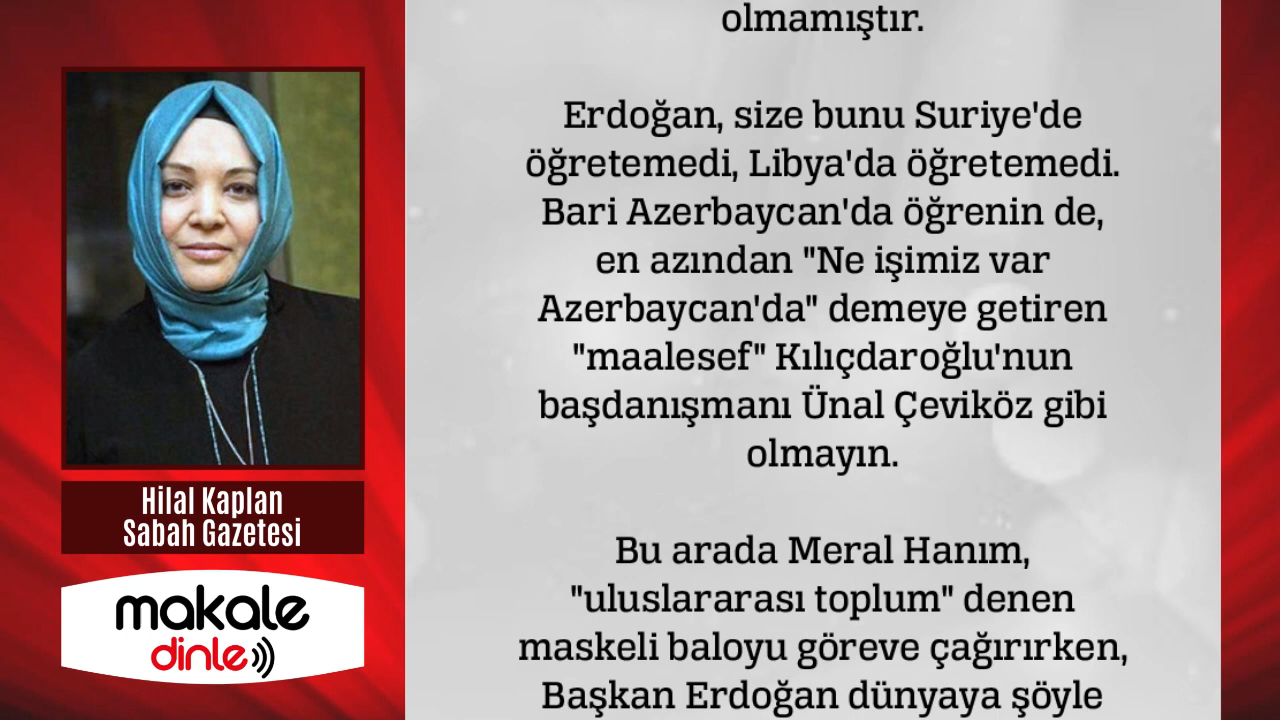 olmamıştır.
Erdoğan, size bunu Suriye'de
öğretemedi, Libya'da öğretemedi.
Bari Azerbaycan'da öğrenin de,
en azından "Ne işimiz var
Azerbaycan'da" demeye getiren
"maalesef" Kılıçdaroğlu'nun
başdanışmanı Ünal Çeviköz gibi
olmayın.
Bu arada Meral Hanım,
"uluslararası toplum" denen
maskeli baloyu göreve çağırırken,
Başkan Erdoğan dünyaya şöyle
Hilal Kaplan
Sabah Gazetesi
makale
dinle